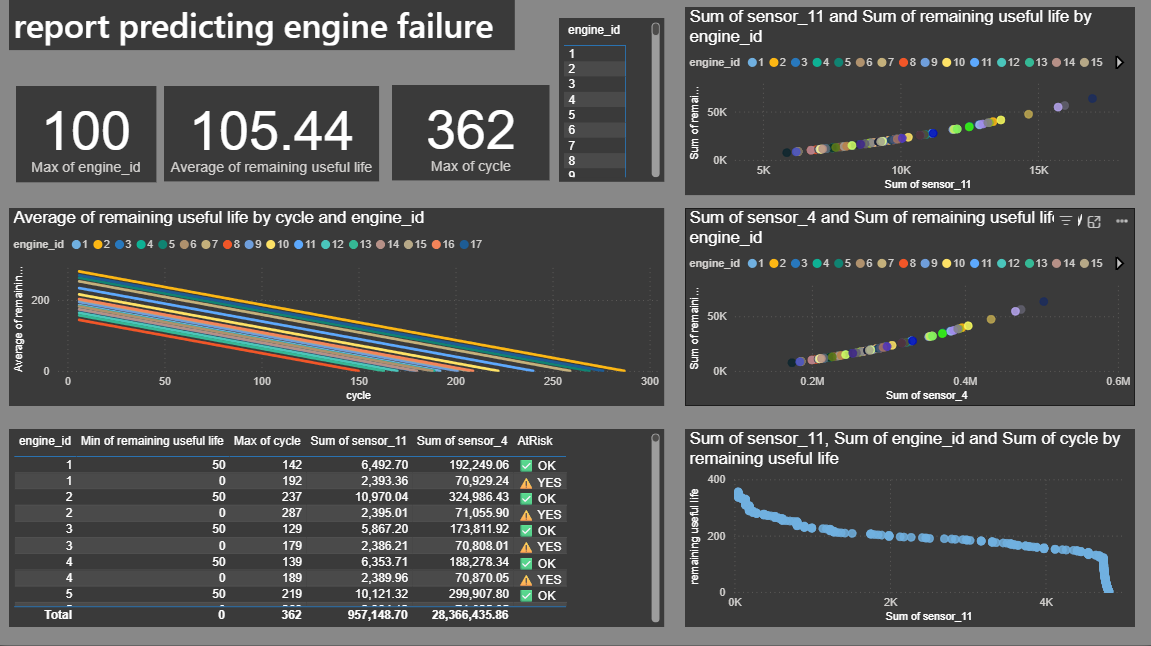 report predicting engine failure
100
Max of engine_id
105.44
Average of remaining useful life
362
Max of cycle
engine_id
1
2
3
4
5
6
7
8
9
Sum of sensor_11 and Sum of remaining useful life by
engine_id
engine_id 1 2 3 4 5 6 7 8 9 10 11 12 13 14 15
Sum of remai...
50K
0K
5K 10K 15K
Sum of sensor_11
Average of remaining useful life by cycle and engine_id
engine_id 1 2 3 4 5 6 7 8 9 10 11 12 13 14 15 16 17
Average of remainin...
200
0
0 50 100 150 200 250 300
cycle
Sum of sensor_4 and Sum of remaining useful
engine_id
engine_id 1 2 3 4 5 6 7 8 9 10 11 12 13 14 15
Sum of remaini...
50K
0K
0.2M 0.4M 0.6M
Sum of sensor_4
engine_id Min of remaining useful life Max of cycle Sum of sensor_11 Sum of sensor_4 AtRisk
1 50 142 6,492.70 192,249.06 ✅ OK
1 0 192 2,393.36 70,929.24 ⚠ YES
2 50 237 10,970.04 324,986.43 ✅ OK
2 0 287 2,395.01 71,055.90 ⚠ YES
3 50 129 5,867.20 173,811.92 ✅ OK
3 0 179 2,386.21 70,808.01 ⚠ YES
4 50 139 6,353.71 188,278.34 ✅ OK
4 0 189 2,389.96 70,870.05 ⚠ YES
5 50 219 10,121.32 299,907.80 ✅ OK
Total 0 362 957,148.70 28,366,435.86
Sum of sensor_11, Sum of engine_id and Sum of cycle by
remaining useful life
remaining useful life
400
200
0
0K 2K 4K
Sum of sensor_11